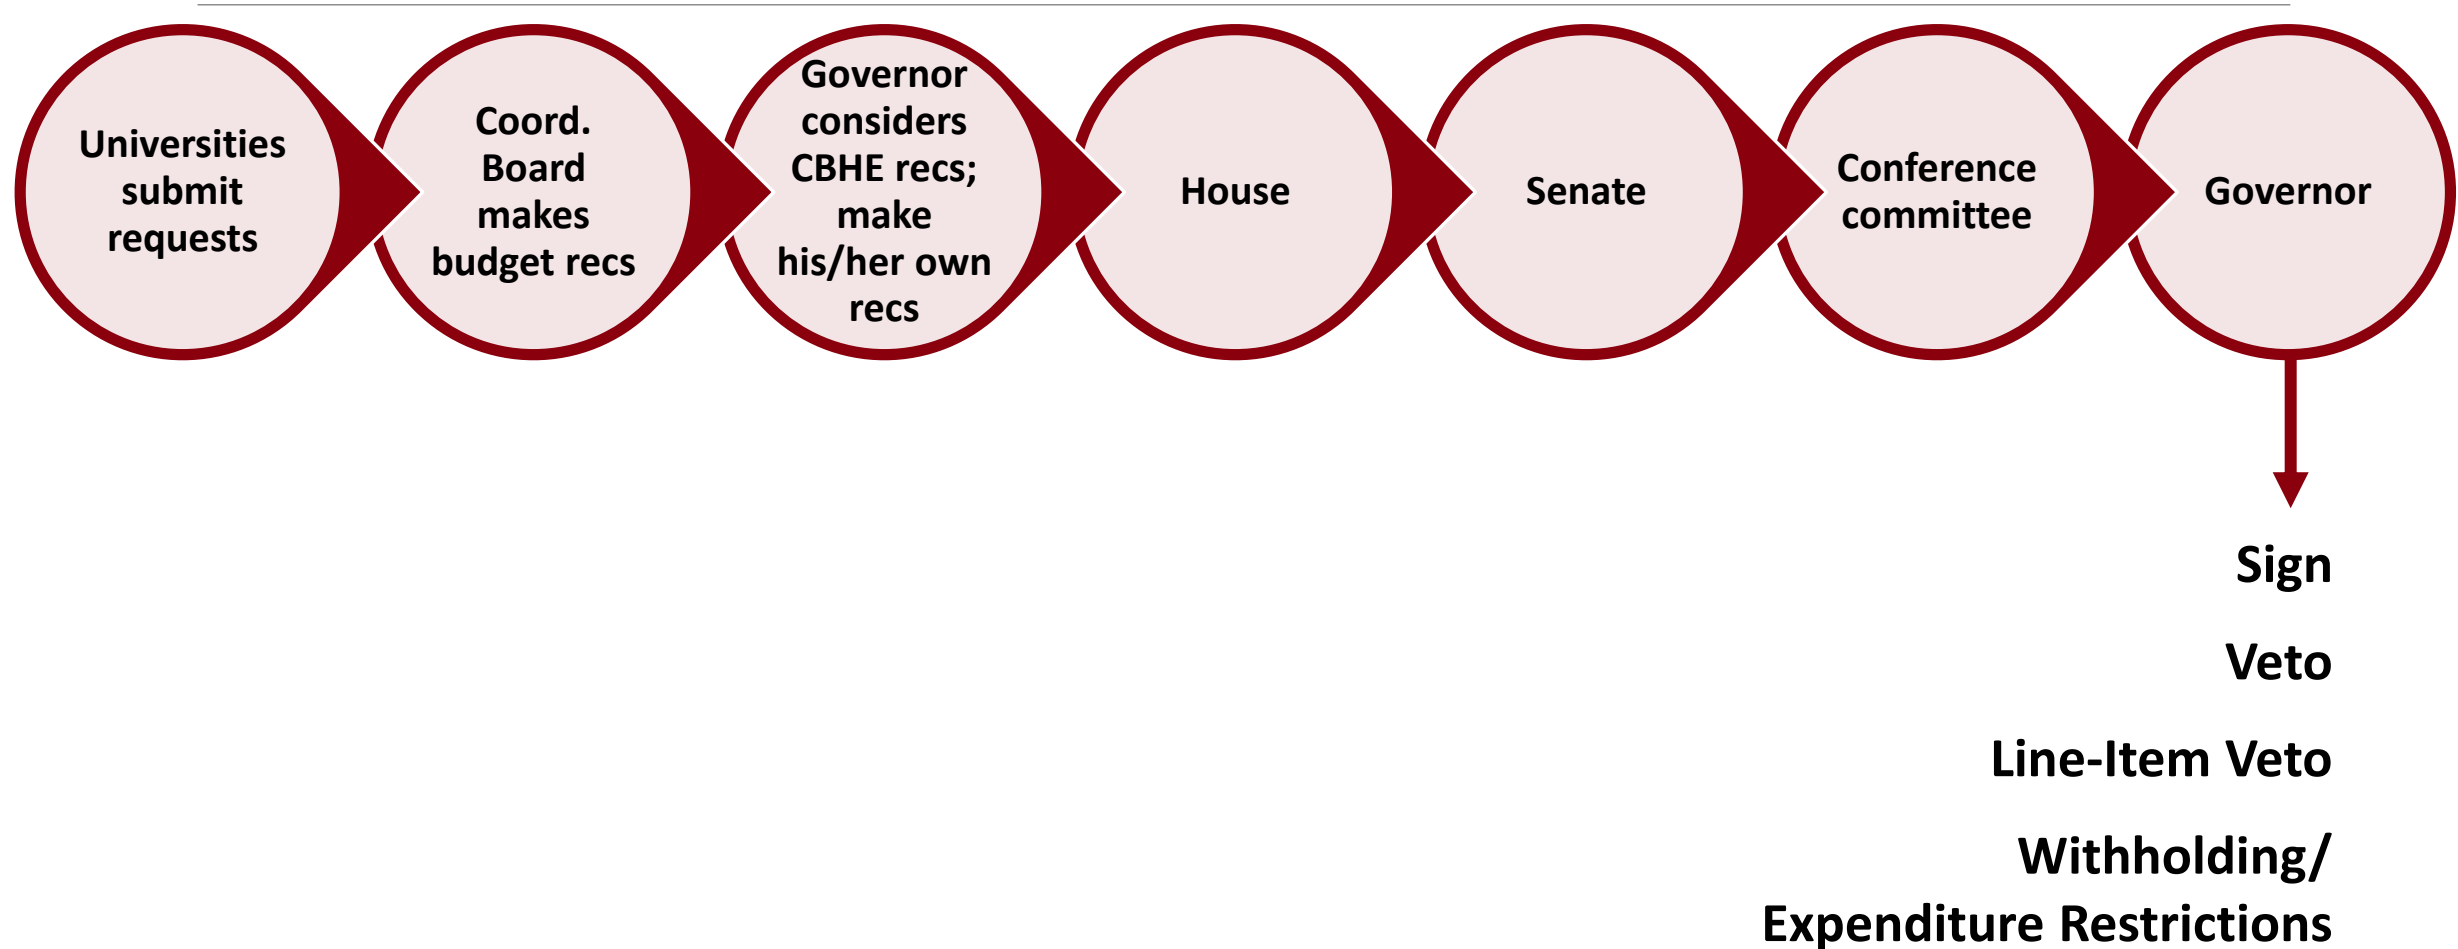 Universities
submit
requests
Coord.
Board
makes
budget recs
Governor
considers
CBHE recs;
make
his/her own
recs
House
Senate
Conference
committee
Governor
Sign
Veto
Line-Item Veto
Withholding/
Expenditure Restrictions